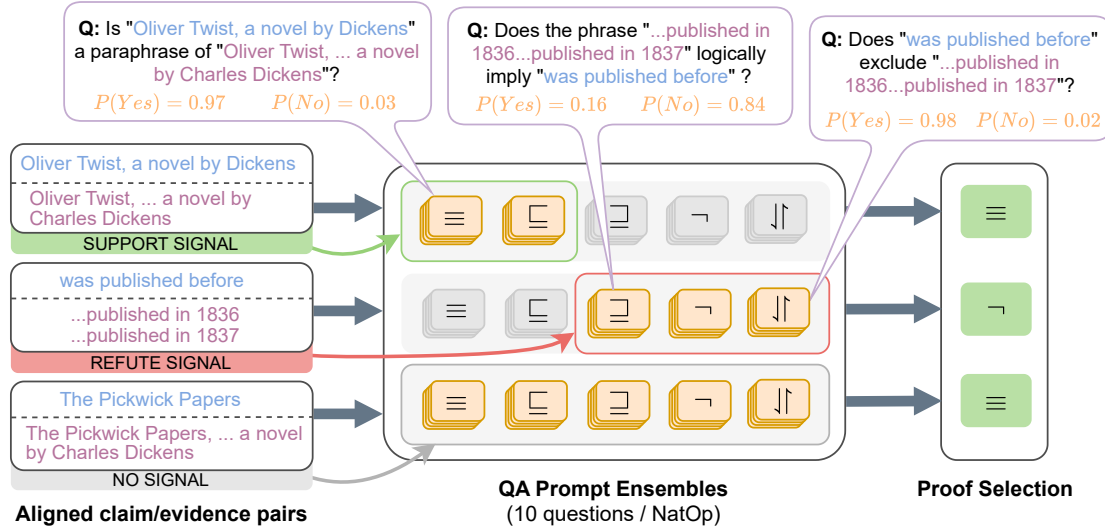 Q: Is "Oliver Twist, a novel by Dickens"
a paraphrase of "Oliver Twist, ... a novel
by Charles Dickens"?
P(Yes) = 0.97 P(No) = 0.03
Q: Does the phrase "...published in
1836...published in 1837" logically
imply "was published before" ?
P(Yes) = 0.16 P(No) = 0.84
Q: Does "was published before"
exclude "...published in
1836...published in 1837"?
P(Yes) = 0.98 P(No) = 0.02
Oliver Twist, a novel by Dickens
Oliver Twist, ... a novel by
Charles Dickens
SUPPORT SIGNAL
≡ ⊑ ⊒ ¬ ⥯
≡
was published before
...published in 1836
...published in 1837
REFUTE SIGNAL
≡ ⊑ ⊒ ¬ ⥯
¬
The Pickwick Papers
The Pickwick Papers, ... a novel
by Charles Dickens
NO SIGNAL
≡ ⊑ ⊒ ¬ ⥯
≡
Aligned claim/evidence pairs
QA Prompt Ensembles
(10 questions / NatOp)
Proof Selection